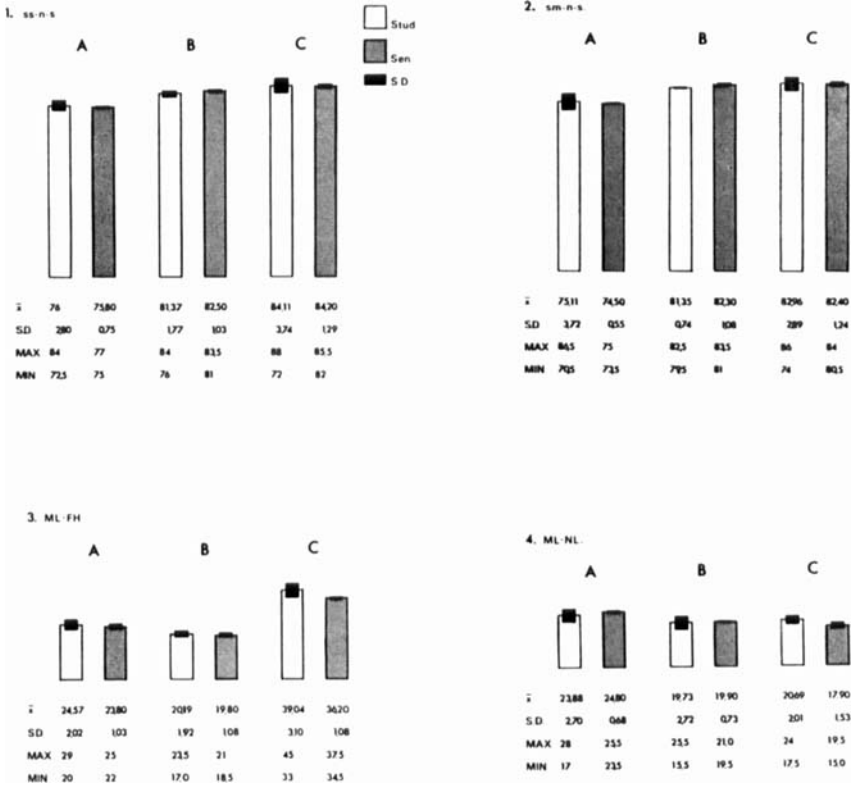 1. ss-n-s
A B C
Stud
Sen
SD
x̄ 76 75,80 81,37 82,50 84,11 84,20
SD 2,80 0,75 1,77 1,03 3,74 1,29
MAX 84 77 84 83,5 88 85,5
MIN 72,5 75 76 81 72 82
2. sm-n-s.
A B C
x̄ 75,11 74,50 81,35 82,30 82,96 82,40
SD 3,72 0,55 0,74 1,08 2,89 1,24
MAX 86,5 75 82,5 83,5 86 84
MIN 70,5 73,5 79,5 81 74 80,5
3. ML-FH
A B C
x̄ 24,57 23,80 20,19 19,80 39,04 36,20
SD 2,02 1,03 1,92 1,08 3,10 1,08
MAX 29 25 23,5 21 45 37,5
MIN 20 22 17,0 18,5 33 34,5
4. ML-NL.
A B C
x̄ 23,88 24,80 19,73 19,90 20,69 17,90
SD 2,70 0,68 2,72 0,73 2,01 1,53
MAX 28 25,5 25,5 21,0 24 19,5
MIN 17 23,5 15,5 19,5 17,5 15,0